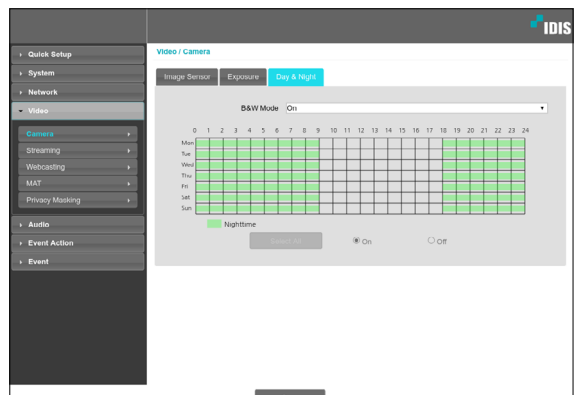 IDIS
Quick Setup
System
Network
Video
Camera
Streaming
Webcasting
MAT
Privacy Masking
Audio
Event Action
Event
Video / Camera
Image Sensor Exposure Day & Night
B&W Mode On
0 1 2 3 4 5 6 7 8 9 10 11 12 13 14 15 16 17 18 19 20 21 22 23 24
Mon
Tue
Wed
Thu
Fri
Sat
Sun
Nighttime
Select All On Off